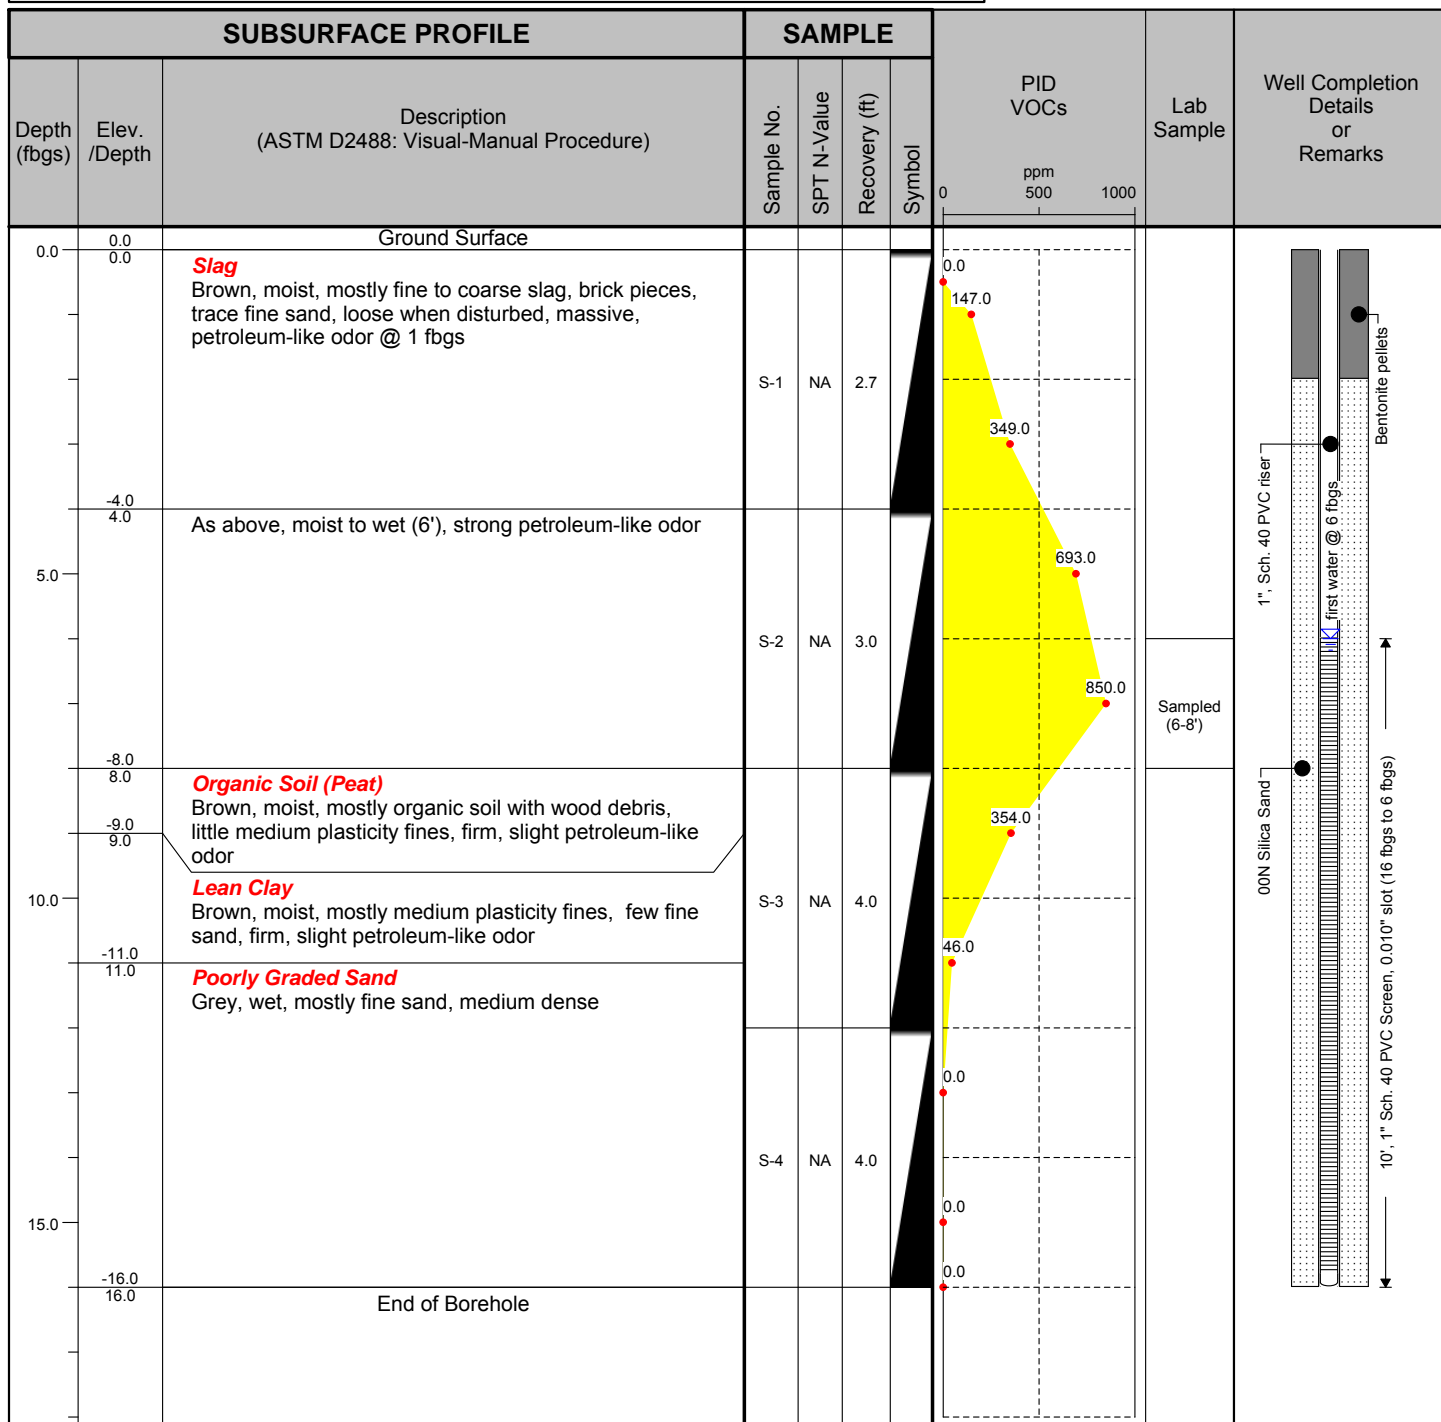 SUBSURFACE PROFILE
SAMPLE
Depth
(fbgs)
Elev.
/Depth
Description
(ASTM D2488: Visual-Manual Procedure)
Sample No.
SPT N-Value
Recovery (ft)
Symbol
PID
VOCs
ppm
0 500 1000
Lab
Sample
Well Completion
Details
or
Remarks
0.0
0.0
0.0
Ground Surface
Slag
Brown, moist, mostly fine to coarse slag, brick pieces,
trace fine sand, loose when disturbed, massive,
petroleum-like odor @ 1 fbgs
S-1 NA 2.7
0.0
147.0
349.0
Bentonite pellets
1", Sch. 40 PVC riser
first water @ 6 fbgs
-4.0
4.0
As above, moist to wet (6'), strong petroleum-like odor
5.0
S-2 NA 3.0
693.0
850.0
Sampled
(6-8')
-8.0
8.0
Organic Soil (Peat)
Brown, moist, mostly organic soil with wood debris,
little medium plasticity fines, firm, slight petroleum-like
odor
-9.0
9.0
354.0
00N Silica Sand
10', 1" Sch. 40 PVC Screen, 0.010" slot (16 fbgs to 6 fbgs)
Lean Clay
Brown, moist, mostly medium plasticity fines,  few fine
sand, firm, slight petroleum-like odor
10.0
S-3 NA 4.0
46.0
-11.0
11.0
Poorly Graded Sand
Grey, wet, mostly fine sand, medium dense
0.0
S-4 NA 4.0
15.0
0.0
0.0
-16.0
16.0
End of Borehole